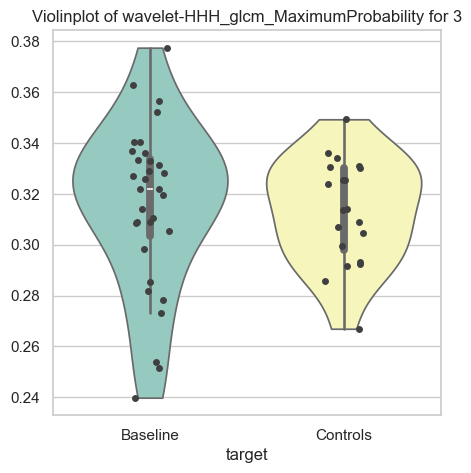 Violinplot of wavelet-HHH_glcm_MaximumProbability for 3
0.38
0.36
0.34
0.32
0.30
0.28
0.26
0.24
Baseline
Controls
target